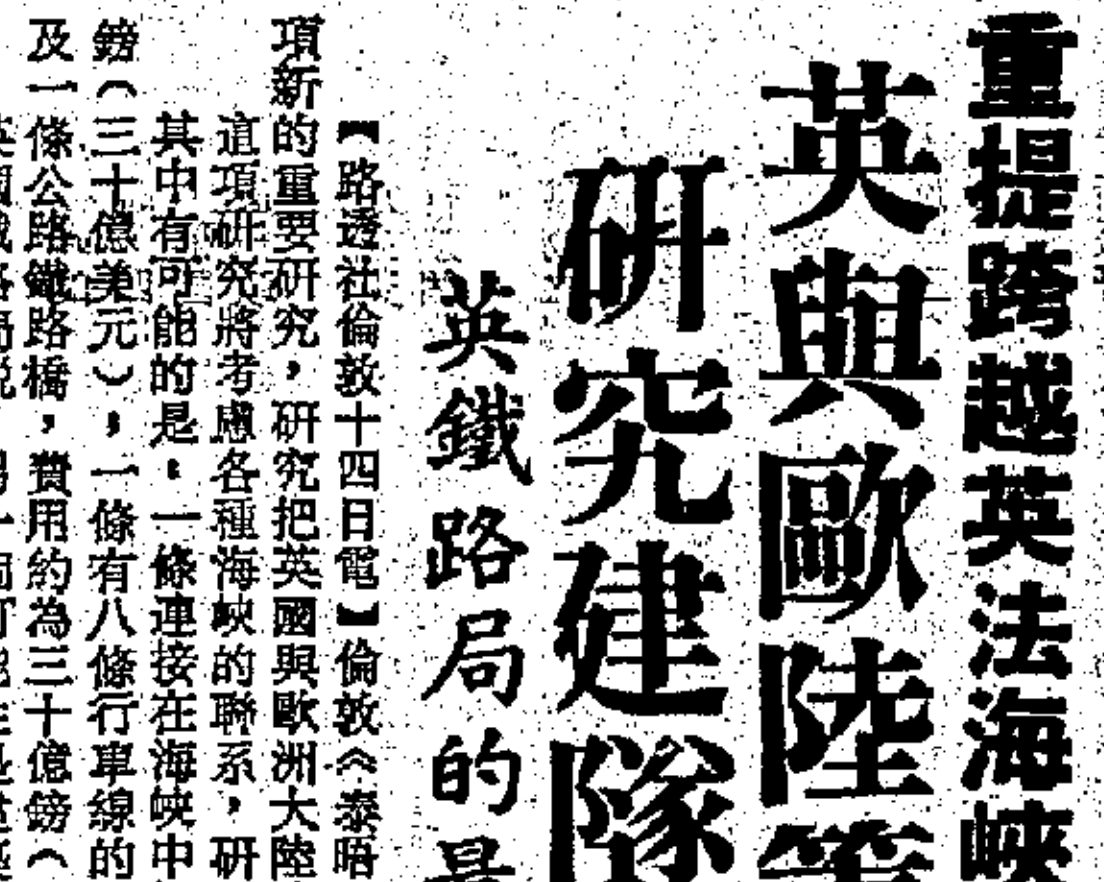 重提跨越英法海峽
英與歐陸
研究建隊
英鐵路局的
【路透社倫敦十四日電】倫敦《泰晤
項新的重要研究，研究把英國與歐洲大陸
這項研究將考慮各種海峽的聯系，研
其中有可能的是：一條連接在海峽中
鎊（三十億美元），一條有八條行車線的
及一條公路鐵路橋，費用約為三十億鎊（